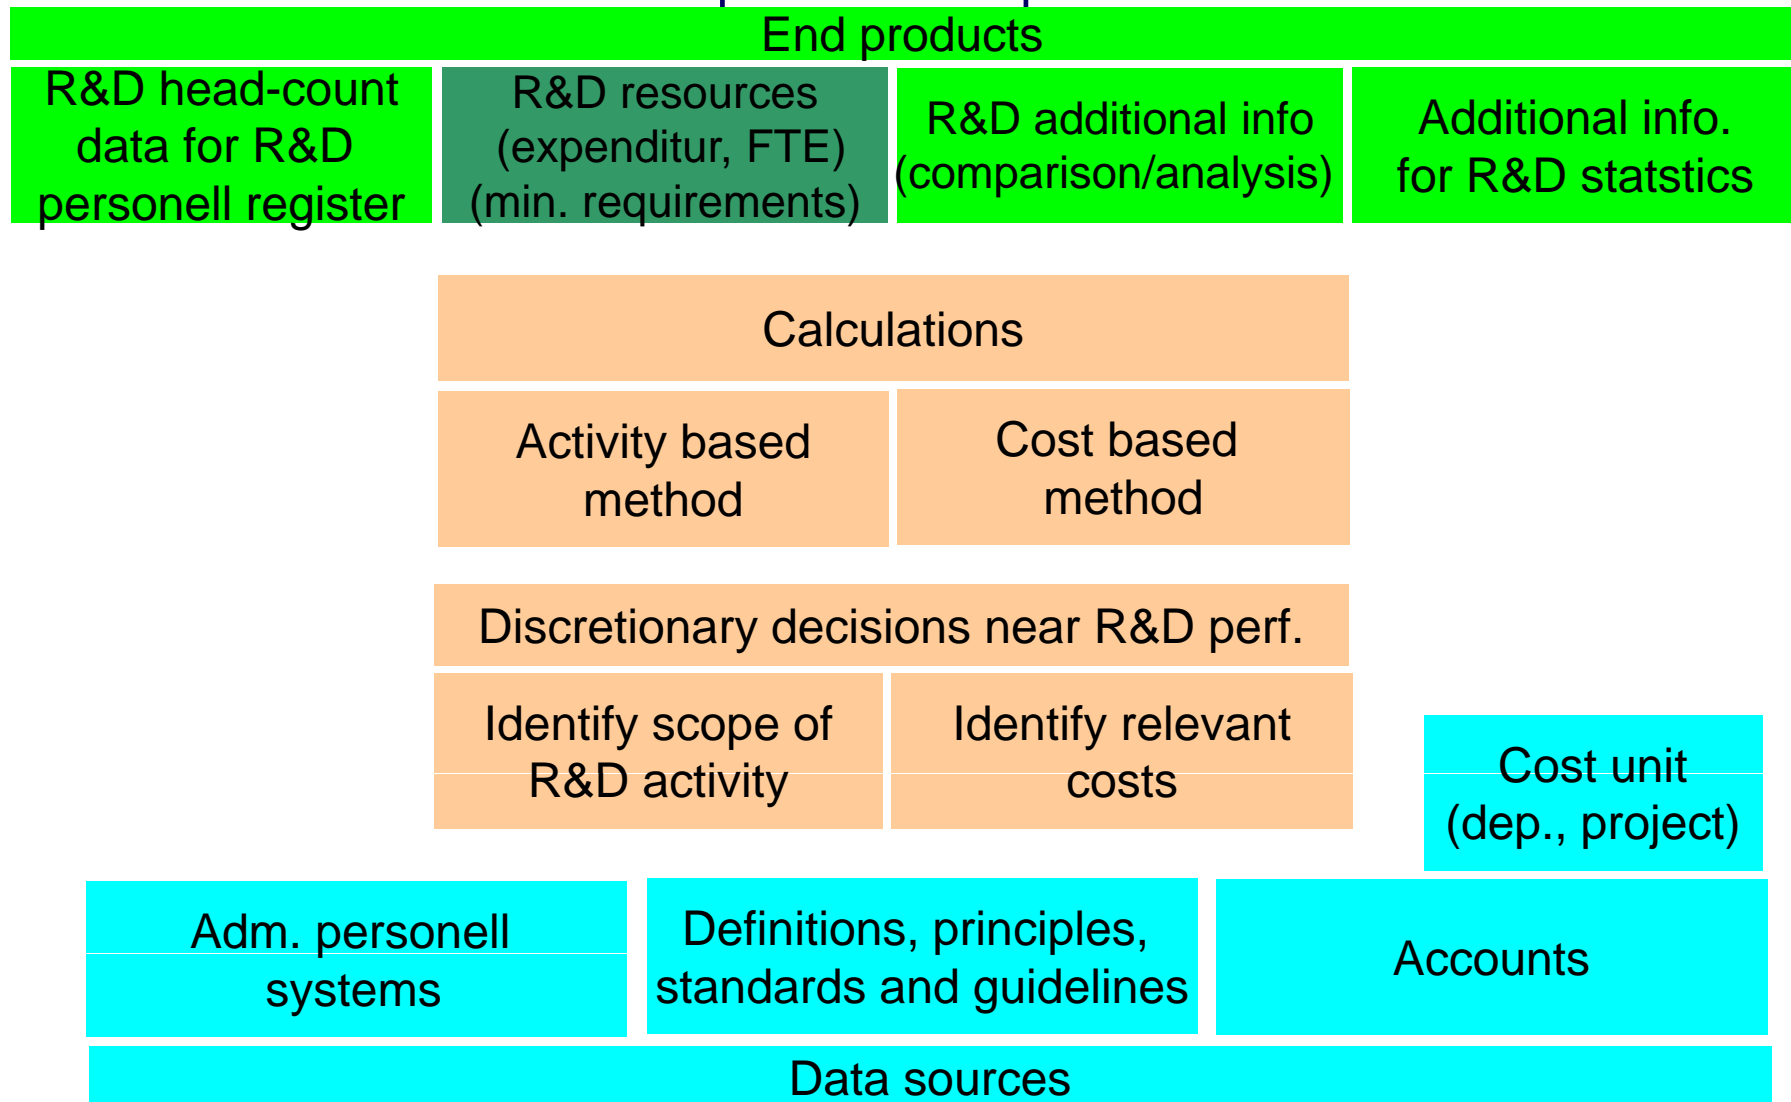 End products
R&D head-count
data for R&D
personell register
R&D resources
(expenditur, FTE)
(min. requirements)
R&D additional info
(comparison/analysis)
Additional info.
for R&D statstics
Calculations
Activity based
method
Cost based
method
Discretionary decisions near R&D perf.
Identify scope of
R&D activity
Identify relevant
costs
Cost unit
(dep., project)
Adm. personell
systems
Definitions, principles,
standards and guidelines
Accounts
Data sources